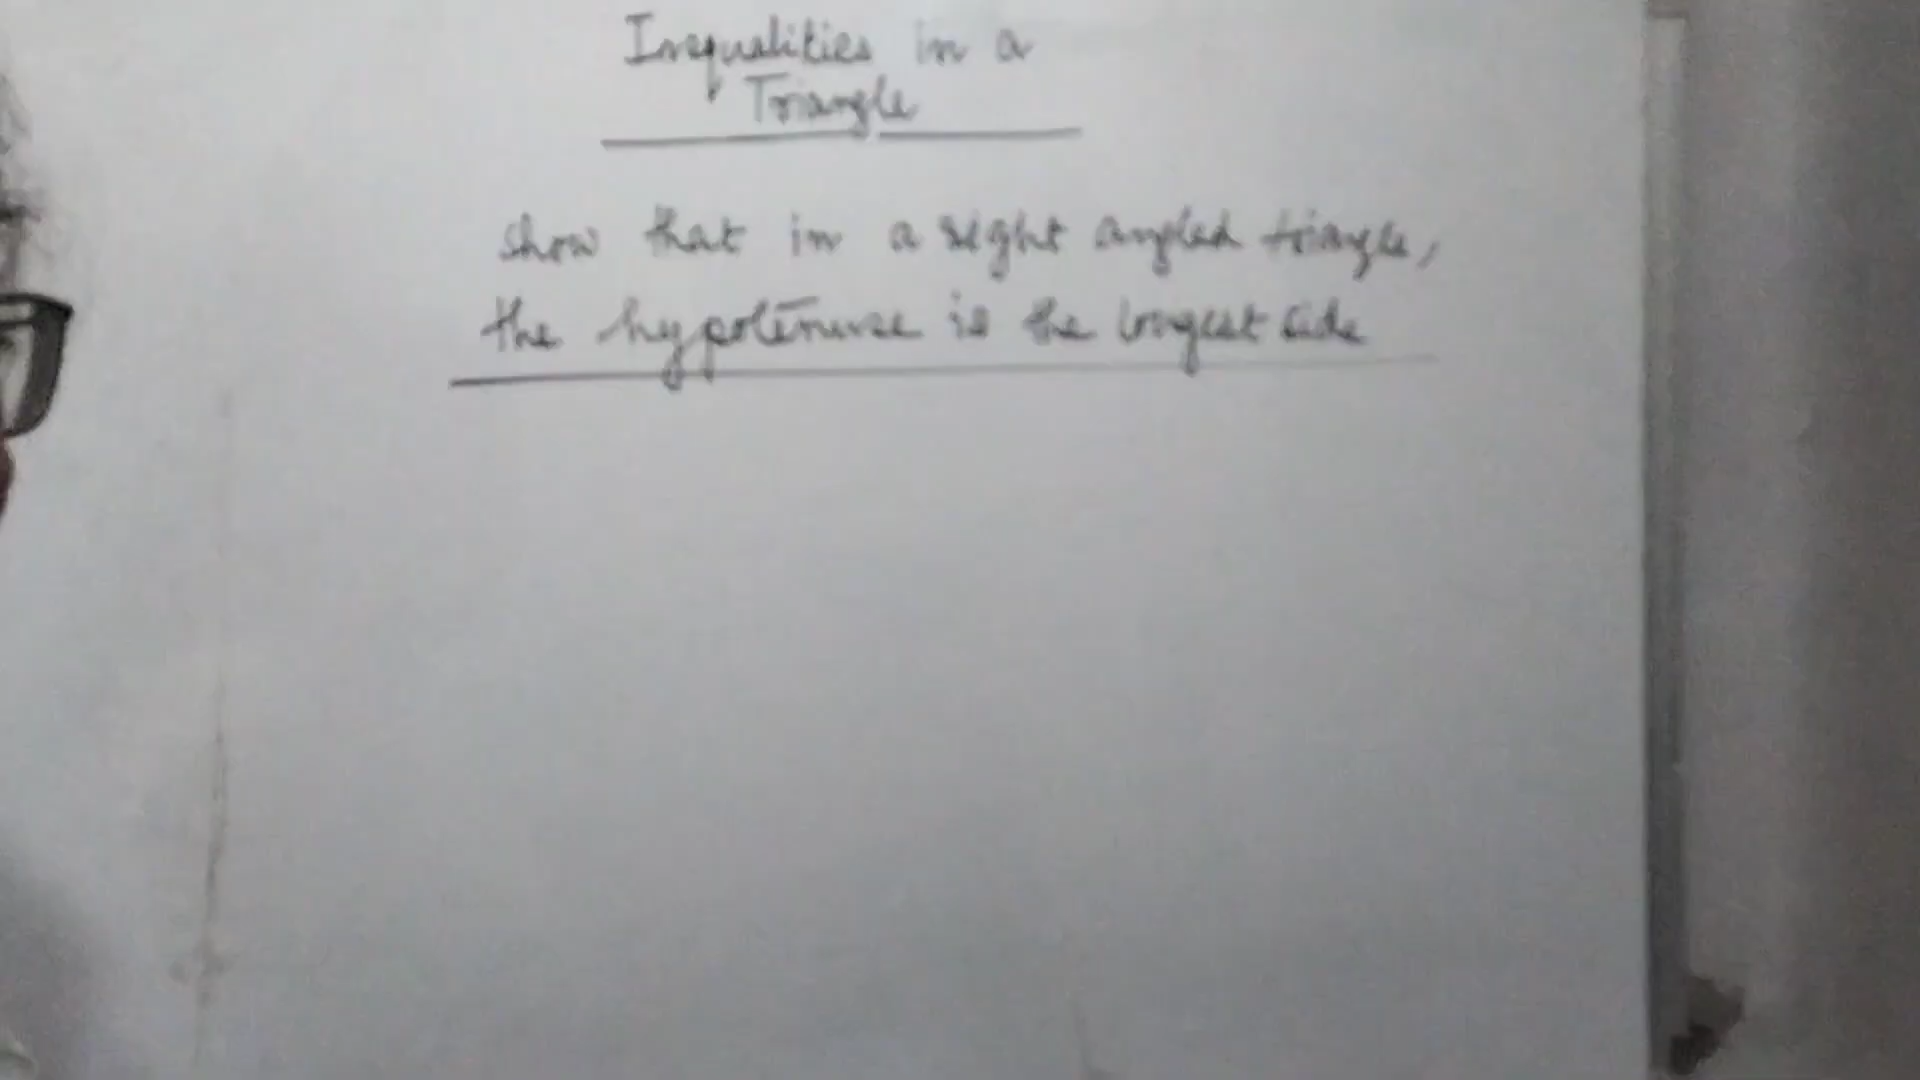 Inequalities in a
Triangle
Show that in a right angled triangle,
the hypotenuse is the longest side